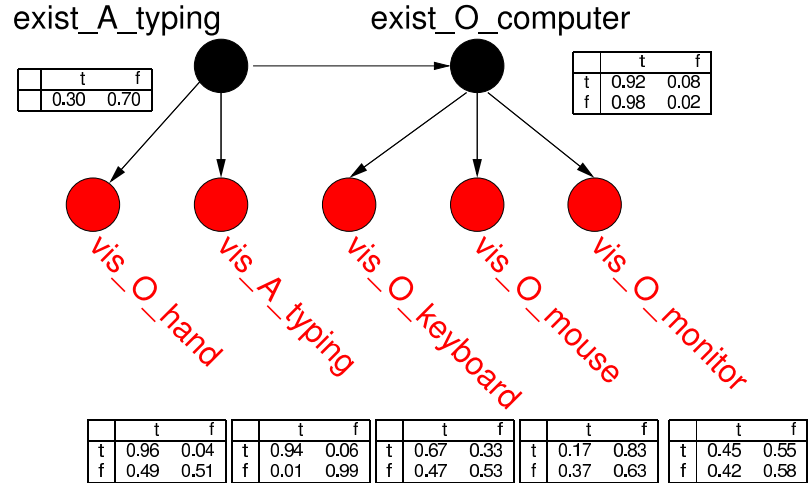 exist_A_typing exist_O_computer
t f
0.30 0.70
t f
t 0.92 0.08
f 0.98 0.02
vis_O_hand
vis_A_typing
vis_O_keyboard
vis_O_mouse
vis_O_monitor
t f
t 0.96 0.04
f 0.49 0.51
t f
t 0.94 0.06
f 0.01 0.99
t f
t 0.67 0.33
f 0.47 0.53
t f
t 0.17 0.83
f 0.37 0.63
t f
t 0.45 0.55
f 0.42 0.58